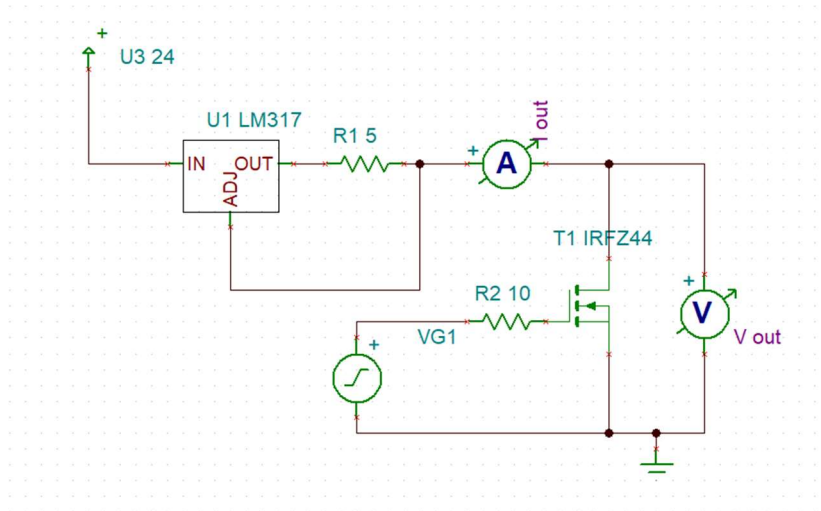 +
U3 24
U1 LM317
IN
OUT
ADJ
R1 5
+
A
I out
T1 IRFZ44
R2 10
VG1
+
+
V
V out